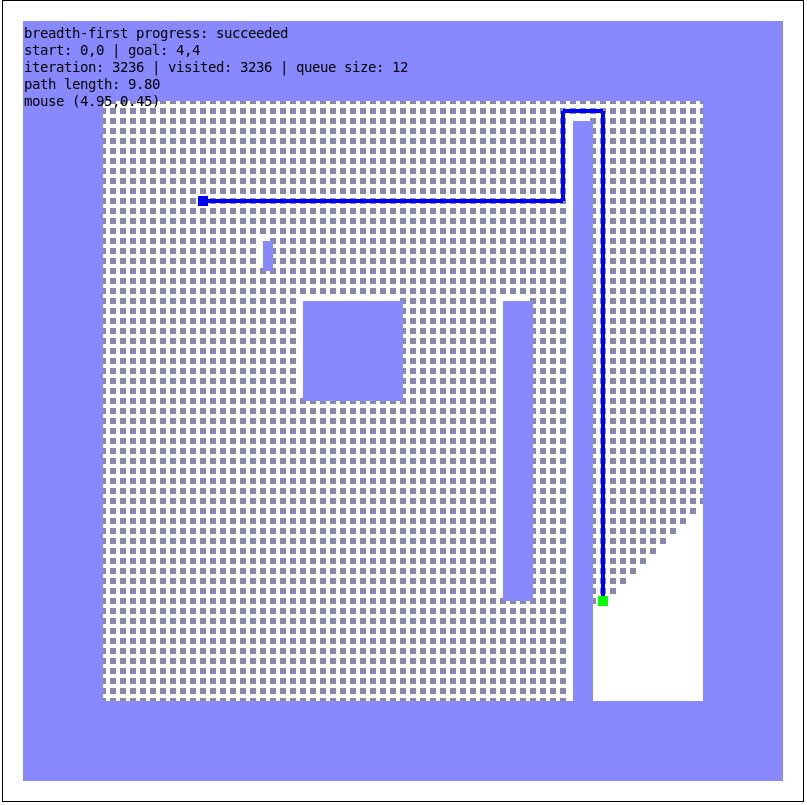 breadth-first progress: succeeded
start: 0,0 | goal: 4,4
iteration: 3236 | visited: 3236 | queue size: 12
path length: 9.80
mouse (4.95,0.45)